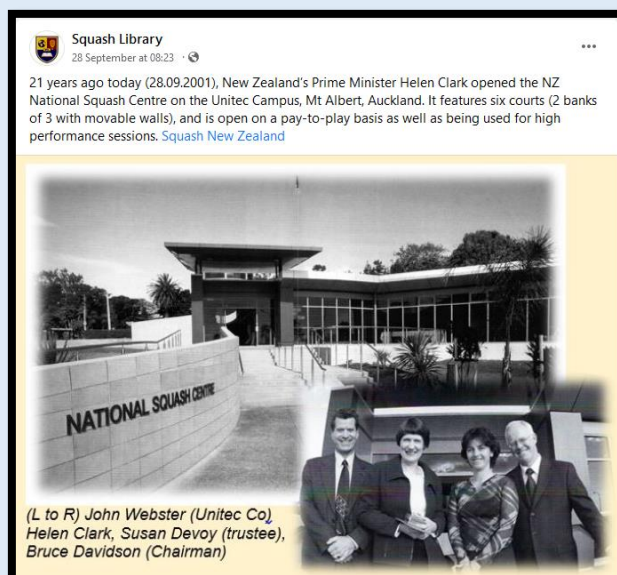 Squash Library
28 September at 08:23 ·
21 years ago today (28.09.2001), New Zealand's Prime Minister Helen Clark opened the NZ
National Squash Centre on the Unitec Campus, Mt Albert, Auckland. It features six courts (2 banks
of 3 with movable walls), and is open on a pay-to-play basis as well as being used for high
performance sessions. Squash New Zealand
NATIONAL SQUASH CENTRE
(L to R) John Webster (Unitec Co)
Helen Clark, Susan Devoy (trustee),
Bruce Davidson (Chairman)